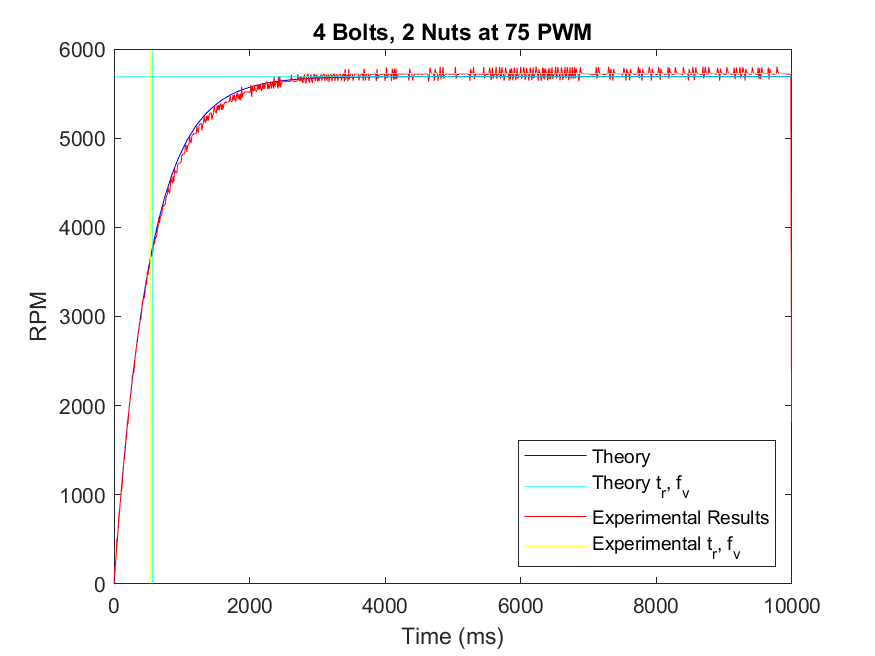 4 Bolts, 2 Nuts at 75 PWM
6000
5000
4000
3000
2000
1000
0
RPM
0 2000 4000 6000 8000 10000
Time (ms)
Theory
Theory t_r, f_v
Experimental Results
Experimental t_r, f_v